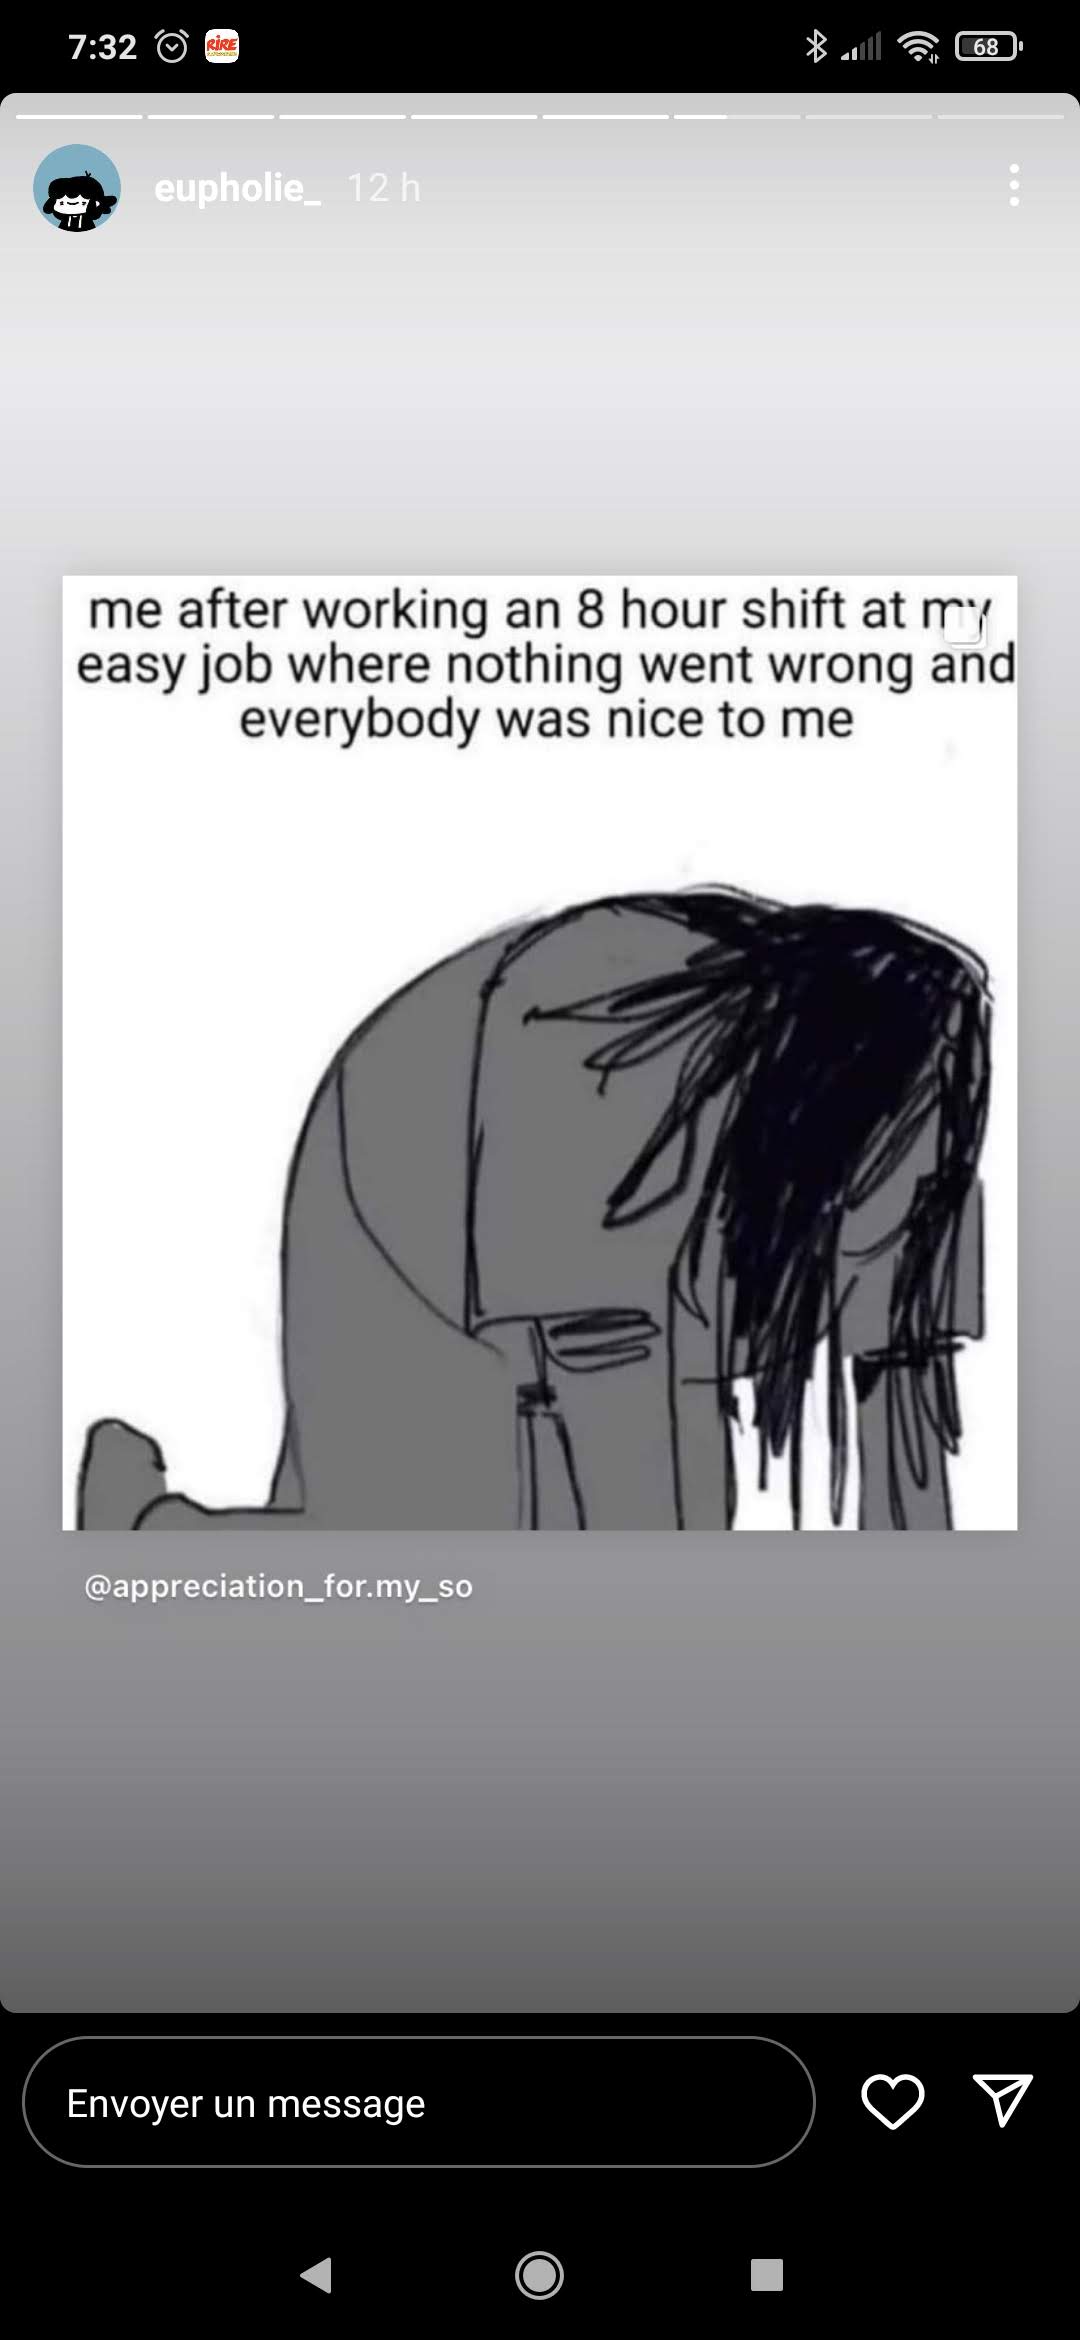 7:32
RiRE
68
eupholie_ 12 h
me after working an 8 hour shift at my
easy job where nothing went wrong and
everybody was nice to me
@appreciation_for.my_so
Envoyer un message